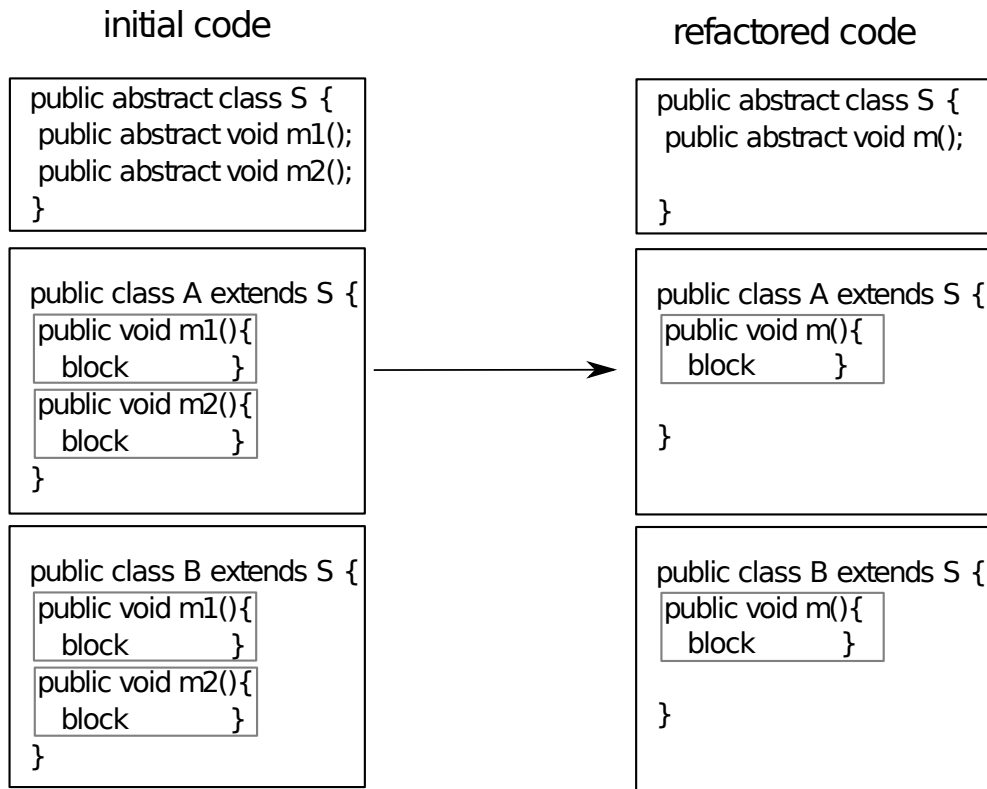 initial code
public abstract class S {
public abstract void m1();
public abstract void m2();
}
public class A extends S {
public void m1(){
block }
public void m2(){
block }
}
public class B extends S {
public void m1(){
block }
public void m2(){
block }
}
refactored code
public abstract class S {
public abstract void m();
}
public class A extends S {
public void m(){
block }
}
public class B extends S {
public void m(){
block }
}